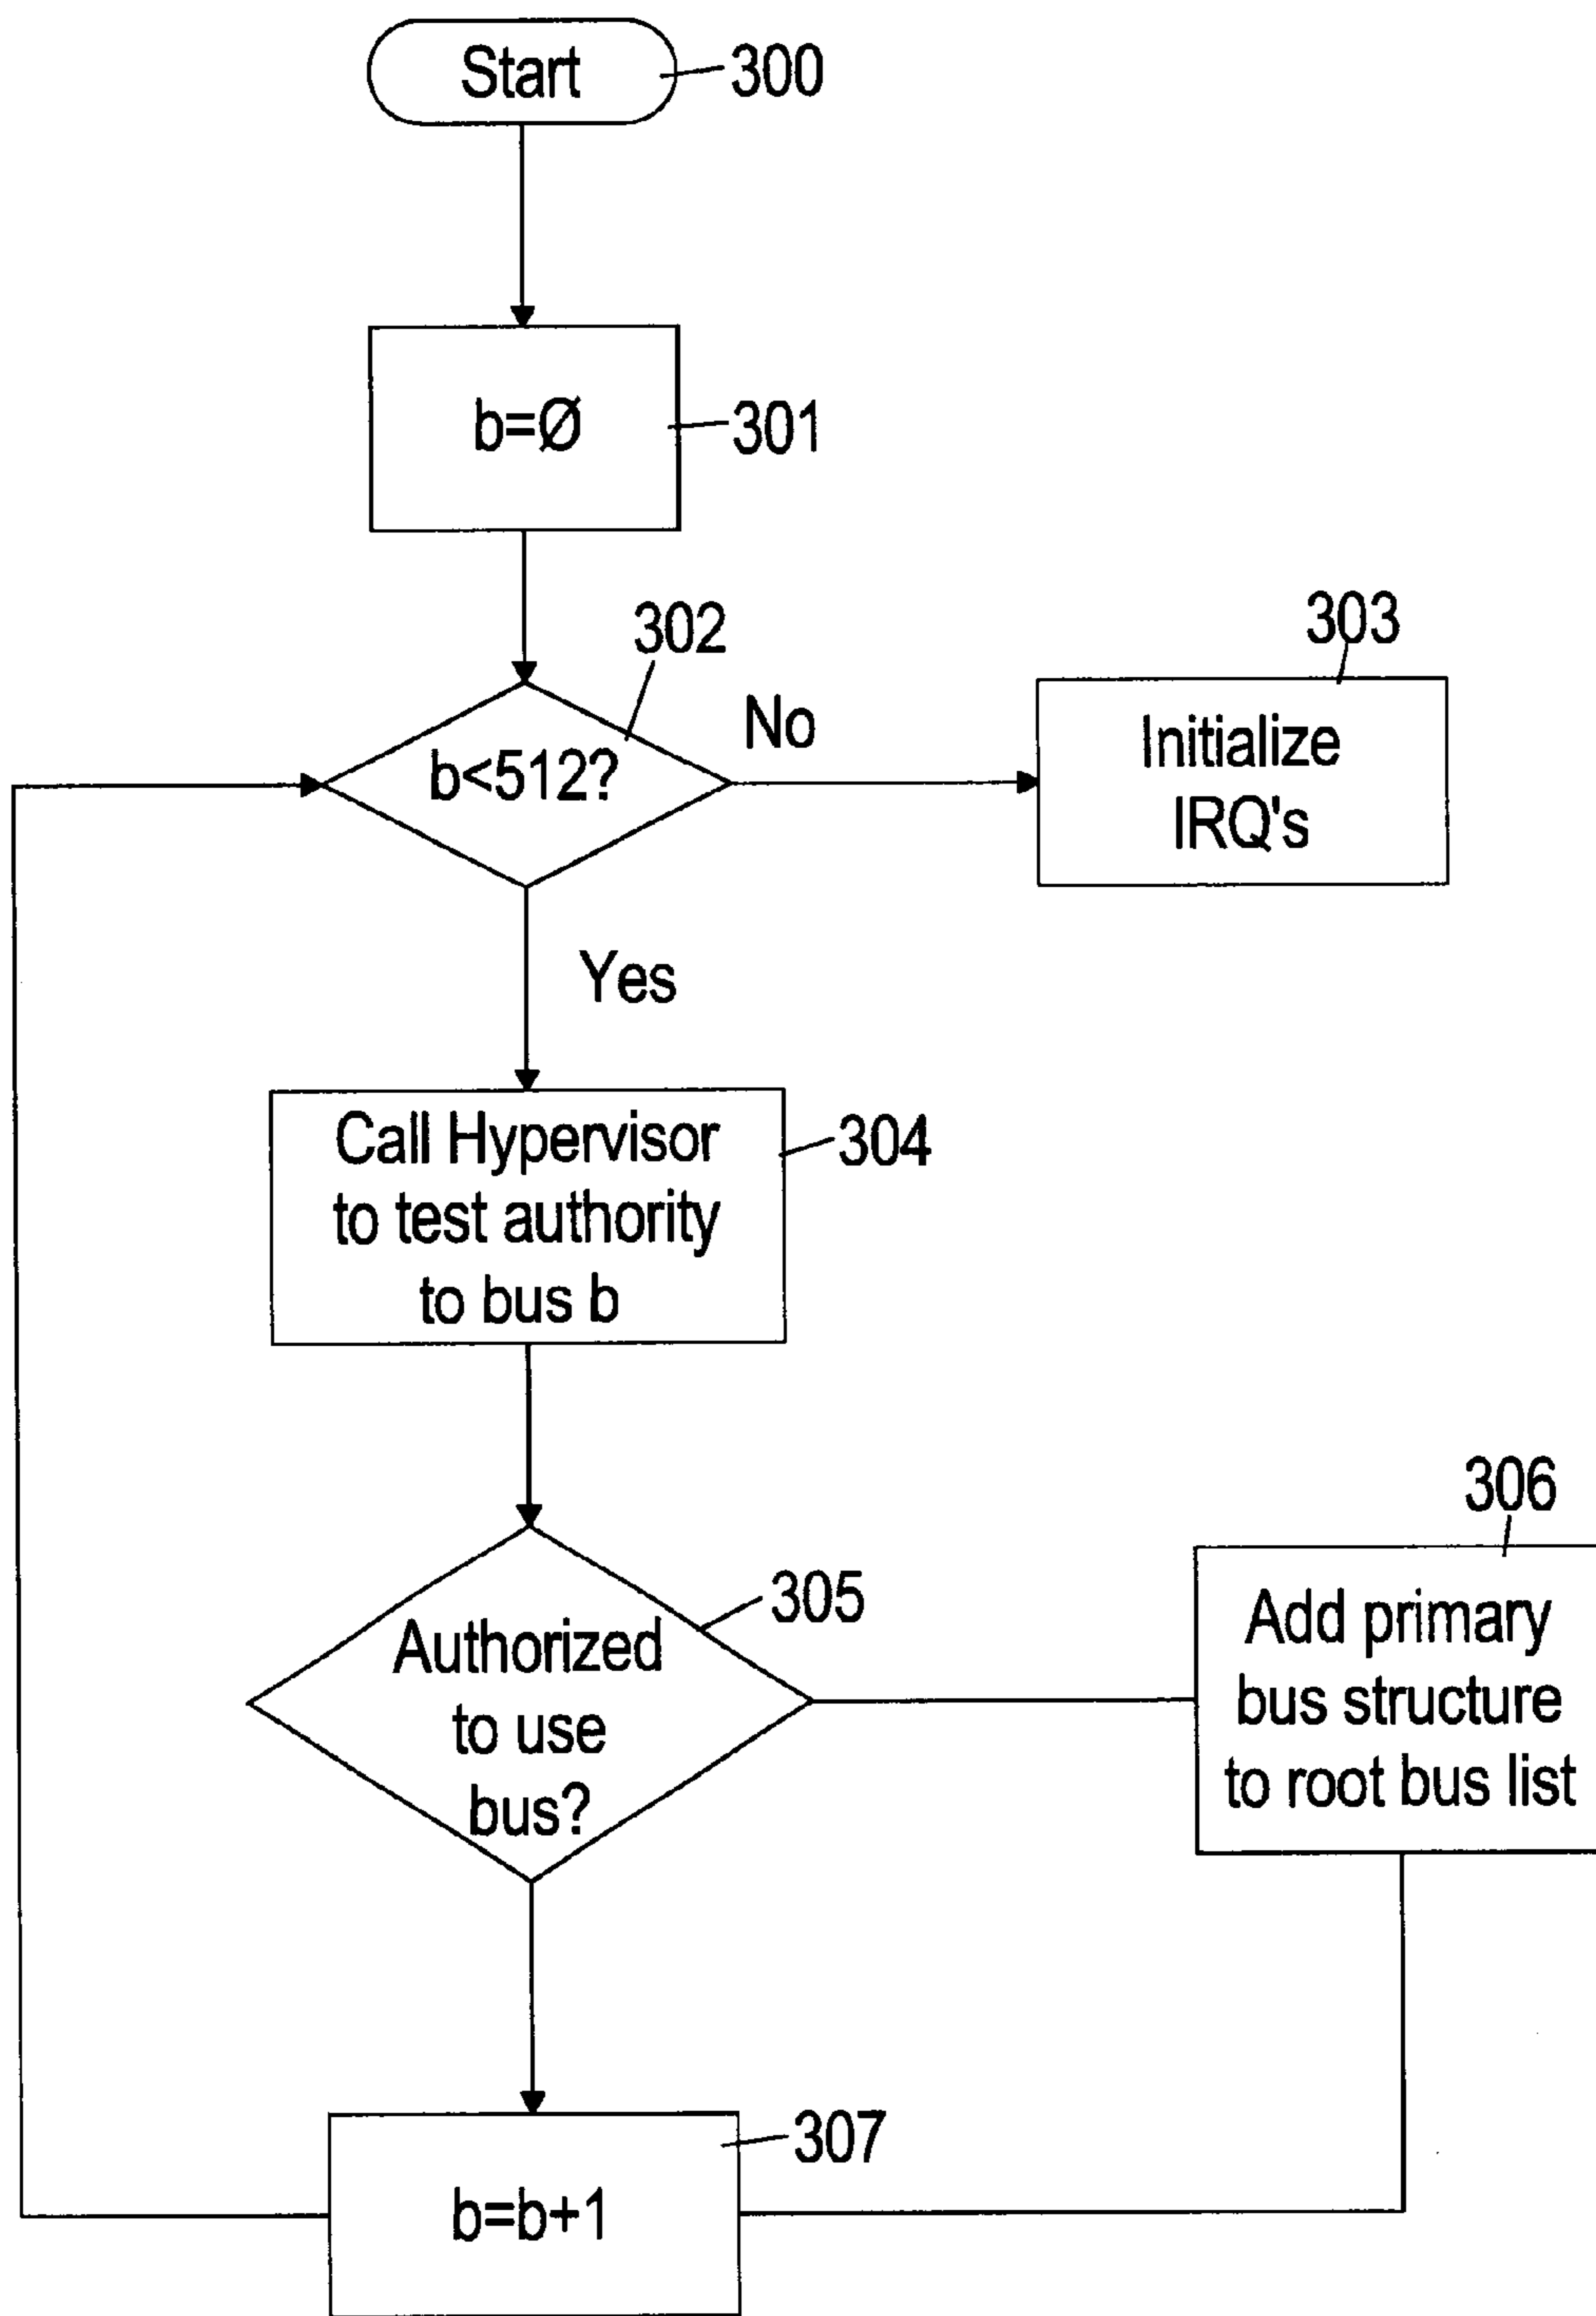 Start
300
b=Ø
301
302
b<512?
No
303
Initialize
IRQ's
Yes
Call Hypervisor
to test authority
to bus b
304
305
Authorized
to use
bus?
306
Add primary
bus structure
to root bus list
307
b=b+1